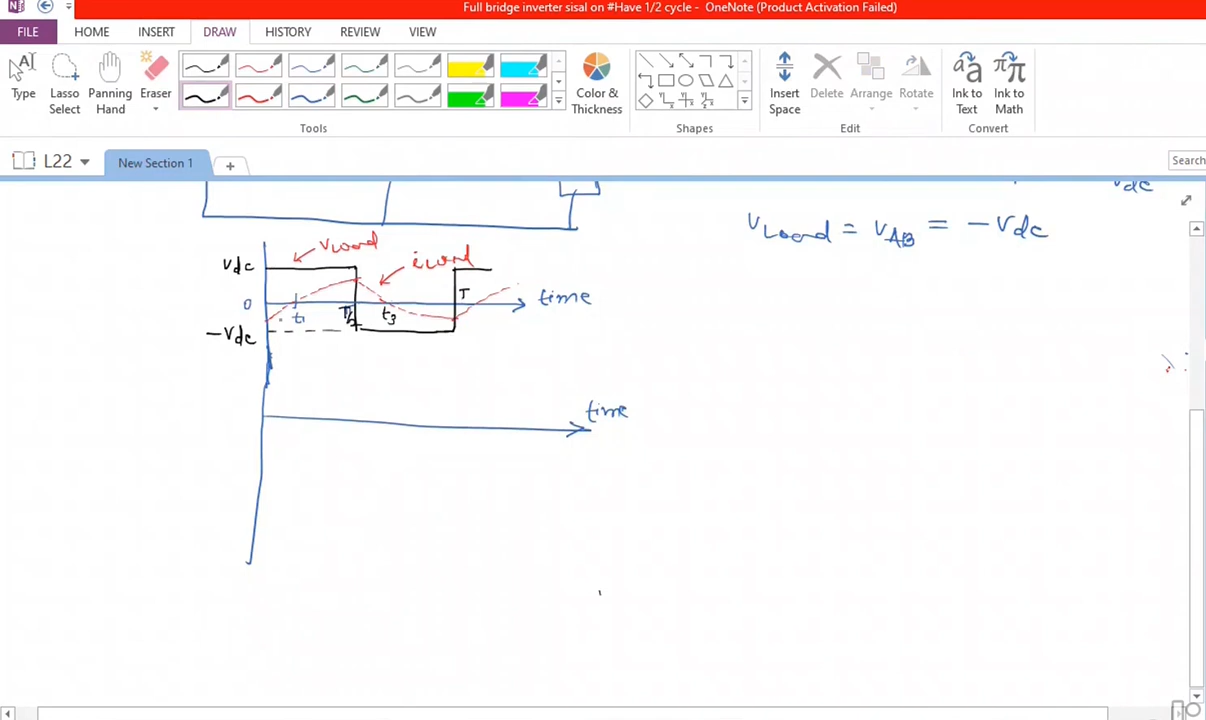 Full bridge inverter sisal on #Have 1/2 cycle - OneNote (Product Activation Failed)
FILE HOME INSERT DRAW HISTORY REVIEW VIEW
Type
Lasso Select
Panning Hand
Eraser
Color & Thickness
Insert Space
Delete
Arrange
Rotate
Ink to Text
Ink to Math
Tools
Shapes
Edit
Convert
L22
New Section 1
Search
Vdc
VLoad = VAB = -Vdc
Vdc
VLoad
iLoad
0
t1
T/2
t3
T
time
-Vdc
time